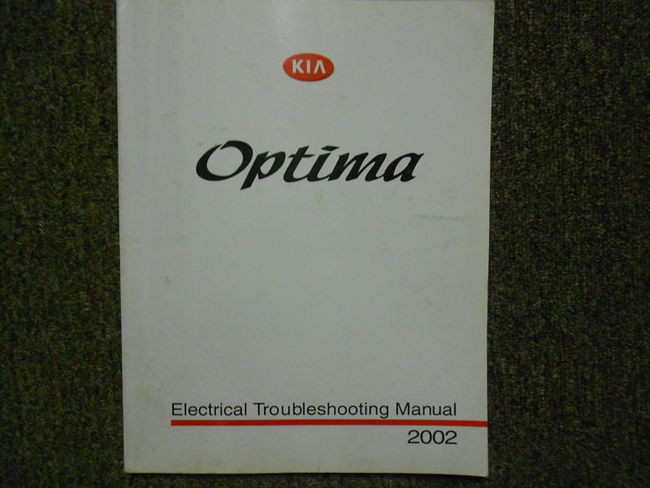 KIA
Optima
Electrical Troubleshooting Manual
2002